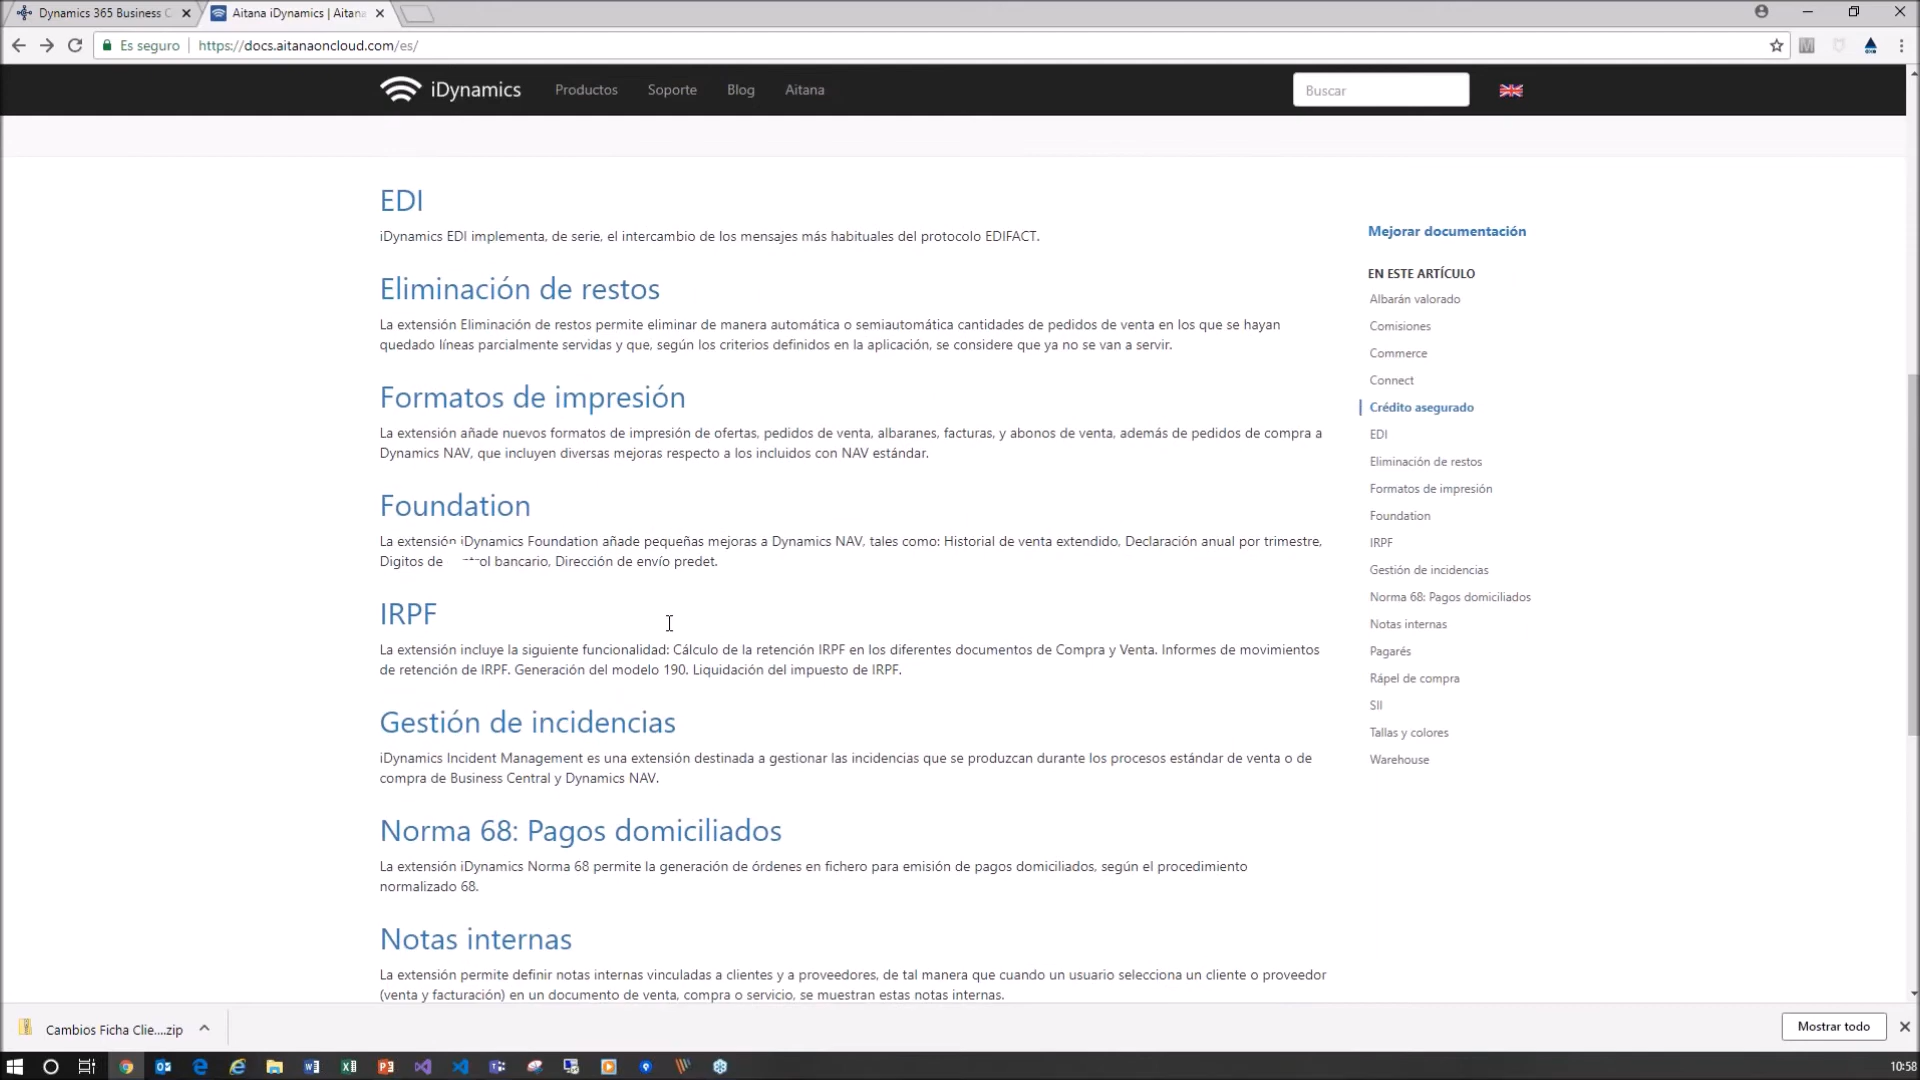 Dynamics 365 Business C
Aitana iDynamics | Aitana
Es seguro
https://docs.aitanaoncloud.com/es/
iDynamics
Productos
Soporte
Blog
Aitana
Buscar
EDI
iDynamics EDI implementa, de serie, el intercambio de los mensajes más habituales del protocolo EDIFACT.
Eliminación de restos
La extensión Eliminación de restos permite eliminar de manera automática o semiautomática cantidades de pedidos de venta en los que se hayan
quedado líneas parcialmente servidas y que, según los criterios definidos en la aplicación, se considere que ya no se van a servir.
Formatos de impresión
La extensión añade nuevos formatos de impresión de ofertas, pedidos de venta, albaranes, facturas, y abonos de venta, además de pedidos de compra a
Dynamics NAV, que incluyen diversas mejoras respecto a los incluidos con NAV estándar.
Foundation
La extensión iDynamics Foundation añade pequeñas mejoras a Dynamics NAV, tales como: Historial de venta extendido, Declaración anual por trimestre,
Digitos de bancario, Dirección de envío predet.
IRPF
La extensión incluye la siguiente funcionalidad: Cálculo de la retención IRPF en los diferentes documentos de Compra y Venta. Informes de movimientos
de retención de IRPF. Generación del modelo 190. Liquidación del impuesto de IRPF.
Gestión de incidencias
iDynamics Incident Management es una extensión destinada a gestionar las incidencias que se produzcan durante los procesos estándar de venta o de
compra de Business Central y Dynamics NAV.
Norma 68: Pagos domiciliados
La extensión iDynamics Norma 68 permite la generación de órdenes en fichero para emisión de pagos domiciliados, según el procedimiento
normalizado 68.
Notas internas
La extensión permite definir notas internas vinculadas a clientes y a proveedores, de tal manera que cuando un usuario selecciona un cliente o proveedor
(venta y facturación) en un documento de venta, compra o servicio, se muestran estas notas internas.
Mejorar documentación
EN ESTE ARTÍCULO
Albarán valorado
Comisiones
Commerce
Connect
Crédito asegurado
EDI
Eliminación de restos
Formatos de impresión
Foundation
IRPF
Gestión de incidencias
Norma 68: Pagos domiciliados
Notas internas
Pagarés
Rápel de compra
SII
Tallas y colores
Warehouse
Cambios Ficha Clie....zip
Mostrar todo
10:58